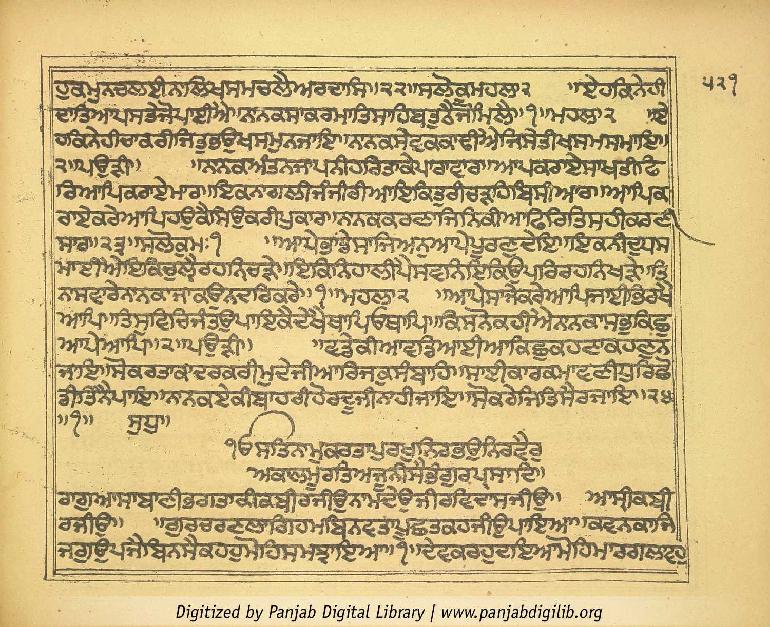 ਹੁਕਮੁਨਚਲਈਨਾਲਿਖਸਮਚਲੈਅਰਦਾਸਿ॥੨੨॥ਸਲੋਕੁਮਹਲਾ੨ ॥ਏਹਕਿਨੇਹੀ ੫੨੧
ਦਾਤਿਆਪਸਤੇਜੋਪਾਈਐ॥ਨਾਨਕਸਾਕਰਮਾਤਿਸਾਹਿਬਤੁਠੈਜੋਮਿਲੈ॥੧॥ਮਹਲਾ੨ ॥ਏ
ਹਕਿਨੇਹੀਚਾਕਰੀਜਿਤੁਭਉਖਸਮਨਜਾਇ॥ਨਾਨਕਸੇਵਕੁਕਾਢੀਐਜਿਸੇਤੀਖਸਮਸਮਾਇ॥
੨॥ਪਉੜੀ॥ ॥ਨਾਨਕਅੰਤਨਜਾਪਨੀਹਰਿਤਾਕੇਪਾਰਾਵਾਰ॥ਆਪਕਰਾਏਸਾਖਤੀਫਿ
ਰਿਆਪਿਕਰਾਏਮਾਰ॥ਇਕਨਾਗਲੀਜੰਜੀਰੀਆਇਕਿਤੁਰੀਚੜਹਿਬਿਸੀਆਰ॥ਆਪਿਕ
ਰਾਏਕਰੇਆਪਿਹਉਕੈਸਿਉਕਰੀਪੁਕਾਰ॥ਨਾਨਕਕਰਣਾਜਿਨਿਕੀਆਫਿਰਿਤਿਸਹੀਕਰਣੀ
ਸਾਰ॥੨੩॥ਸਲੋਕੁਮਃ੧ ॥ਆਪੇਭਾਂਡੇਸਾਜਿਅਨੁਆਪੇਪੂਰਣੁਦੇਇ॥ਇਕਨੀਦੁਧਸ
ਮਾਈਐਇਕਿਚੁਲੈਰਹਨਿਚੜੇ॥ਇਕਿਨਿਹਾਲੀਪੈਸਵਨਿਇਕਿਉਪਰਿਰਹਨਿਖੜੇ॥ਤਿ
ਨਾਸਵਾਰੇਨਾਨਕਾਜਾਕਉਨਦਰਿਕਰੇ॥੧॥ਮਹਲਾ੨ ॥ਆਪੇਸਾਜੇਕਰੇਆਪਿਜਾਈਭਿਰਖੈ
ਆਪਿ॥ਤਿਸੁਵਿਚਿਜੰਤਉਪਾਇਕੈਦੇਖੈਥਾਪਿਓਥਾਪਿ॥ਕਿਸਨੋਕਹੀਐਨਾਨਕਾਸਭੁਕਿਛੁ
ਆਪੇਆਪਿ॥੨॥ਪਉੜੀ॥ ॥ਵਡੇਕੀਆਵਡਿਆਈਆਕਿਛੁਕਹਣਾਕਹਣੁਨ
ਜਾਇ॥ਸੋਕਰਤਾਕਾਦਰਕਰੀਮੁਦੇਜੀਆਰਿਜਕੁਸੰਬਾਹਿ॥ਸਾਈਕਾਰਕਮਾਵਣੀਧੁਰਿਛੋ
ਡੀਤਿੰਨੈਪਾਇ॥ਨਾਨਕਏਕੀਬਾਹਰੀਹੋਰਦੂਜੀਨਾਹੀਜਾਇ॥ਸੋਕਰੇਜਿਤਿਸੈਰਜਾਇ॥੨੪
॥੧॥ ਸੁਧੁ॥
ੴਸਤਿਨਾਮੁਕਰਤਾਪੁਰਖੁਨਿਰਭਉਨਿਰਵੈਰੁ
ਅਕਾਲਮੂਰਤਿਅਜੂਨੀਸੈਭੰਗੁਰਪ੍ਰਸਾਦਿ॥
ਰਾਗੁਆਸਾਬਾਣੀਭਗਤਾਕੀਕਬੀਰਜੀਉਨਾਮਦੇਉਜੀਰਵਿਦਾਸਜੀਉ॥ ਆਸਾਸ੍ਰੀਕਬੀ
ਰਜੀਉ॥ ॥ਗੁਰਚਰਣਲਾਗਿਹਮਬਿਨਵਤਾਪੂਛਤਕਹਜੀਉਪਾਇਆ॥ਕਵਨਕਾਜਿ
ਜਗੁਉਪਜੈਬਿਨਸੈਕਹਹੁਮੋਹਿਸਮਝਾਇਆ॥੧॥ਦੇਵਕਰਹੁਦਇਆਮੋਹਿਮਾਰਗਲਾਵਹੁ
Digitized by Panjab Digital Library | www.panjabdigilib.org